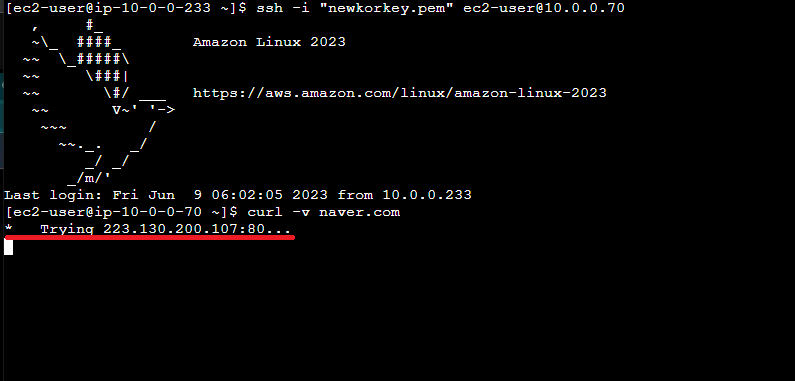 [ec2-user@ip-10-0-0-233 ~]$ ssh -i "newkorkey.pem" ec2-user@10.0.0.70
   ,     #_
   ~\_  ####_        Amazon Linux 2023
  ~~  \_#####\
  ~~     \###|
  ~~       \#/ ___   https://aws.amazon.com/linux/amazon-linux-2023
   ~~       V~' '->
    ~~~         /
      ~~._.   _/
         _/ _/
       _/m/'
Last login: Fri Jun  9 06:02:05 2023 from 10.0.0.233
[ec2-user@ip-10-0-0-70 ~]$ curl -v naver.com
*   Trying 223.130.200.107:80...